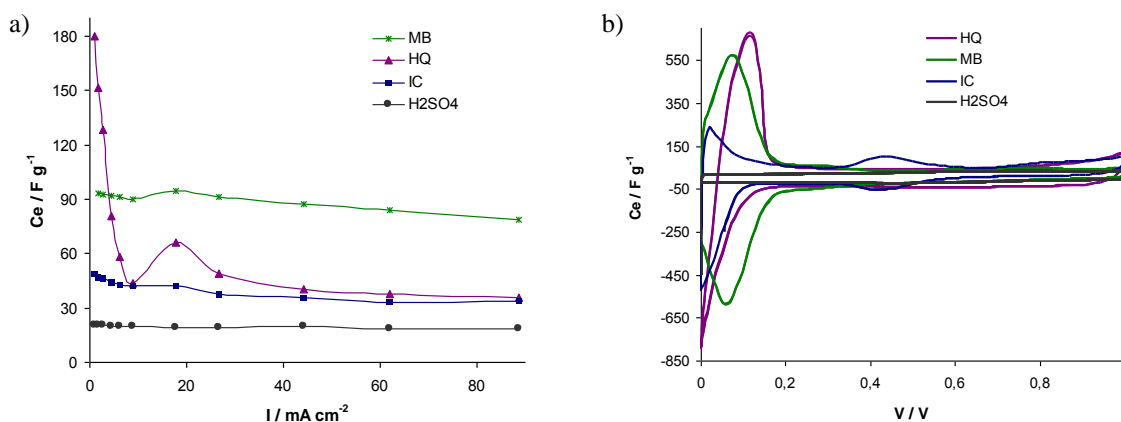 a)
Ce / F g⁻¹
180
150
120
90
60
30
0
0
20
40
60
80
I / mA cm⁻²
MB
HQ
IC
H2SO4
b)
Ce / F g⁻¹
550
350
150
-50
-250
-450
-650
-850
0
0,2
0,4
0,6
0,8
V / V
HQ
MB
IC
H2SO4